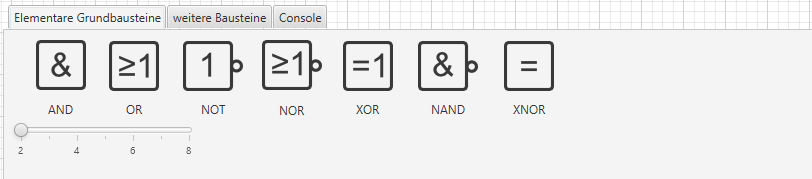 Elementare Grundbausteine weitere Bausteine Console
& ≥1 1 ≥1 =1 & =
AND OR NOT NOR XOR NAND XNOR
2 4 6 8